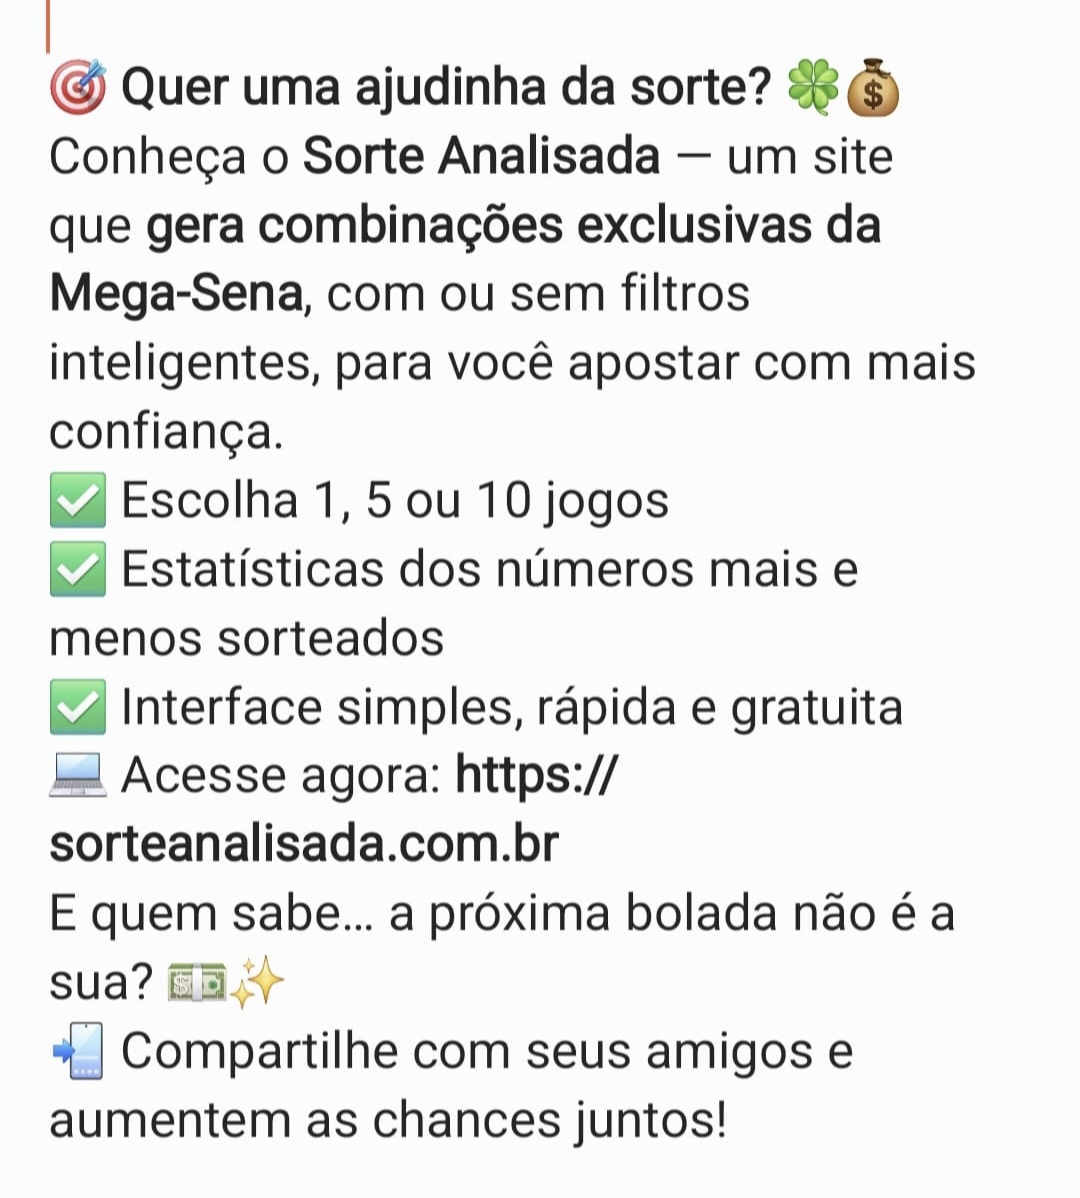 🎯 Quer uma ajudinha da sorte? 🍀💰
Conheça o Sorte Analisada — um site
que gera combinações exclusivas da
Mega-Sena, com ou sem filtros
inteligentes, para você apostar com mais
confiança.
✅ Escolha 1, 5 ou 10 jogos
✅ Estatísticas dos números mais e
menos sorteados
✅ Interface simples, rápida e gratuita
💻 Acesse agora: https://
sorteanalisada.com.br
E quem sabe... a próxima bolada não é a
sua? 💵✨
📲 Compartilhe com seus amigos e
aumentem as chances juntos!